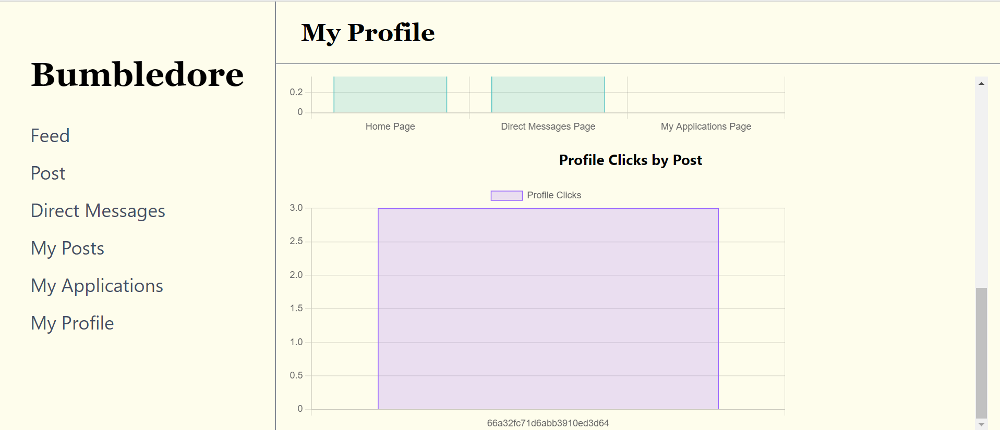 Bumbledore
Feed
Post
Direct Messages
My Posts
My Applications
My Profile
My Profile
0.2
0
Home Page
Direct Messages Page
My Applications Page
Profile Clicks by Post
Profile Clicks
3.0
2.5
2.0
1.5
1.0
0.5
0
66a32fc71d6abb3910ed3d64